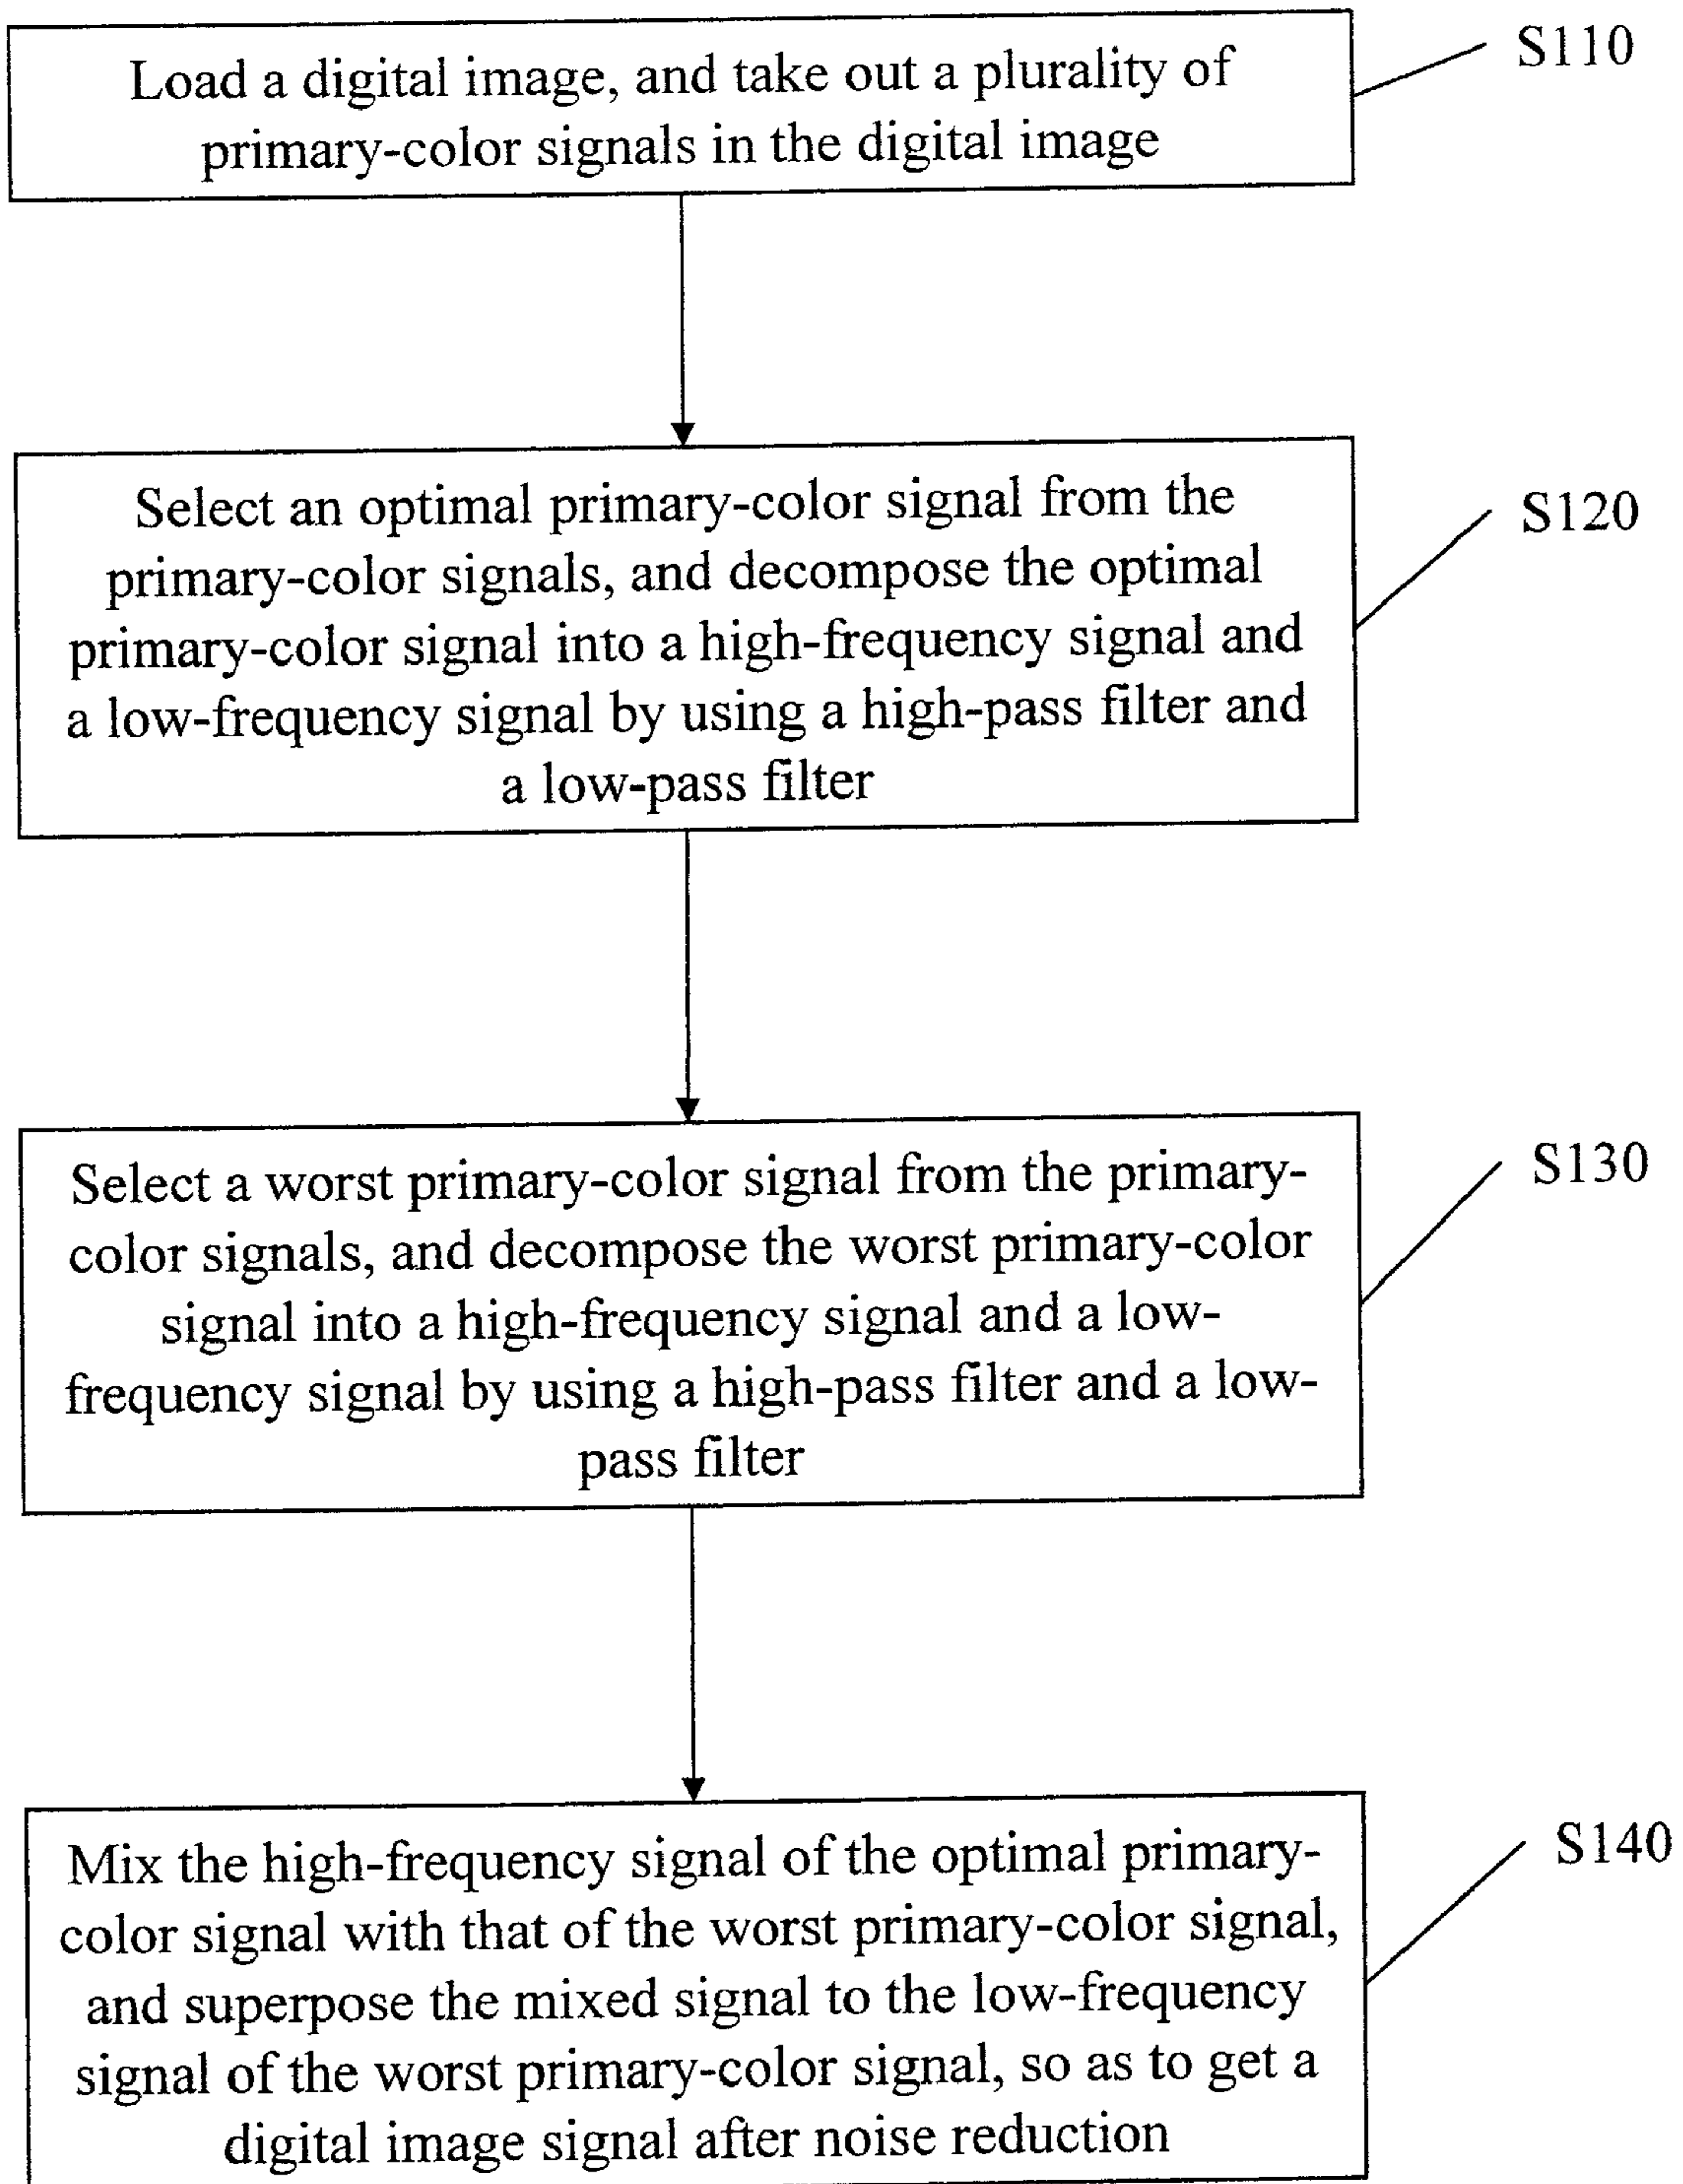 Load a digital image, and take out a plurality of
primary-color signals in the digital image
S110
Select an optimal primary-color signal from the
primary-color signals, and decompose the optimal
primary-color signal into a high-frequency signal and
a low-frequency signal by using a high-pass filter and
a low-pass filter
S120
Select a worst primary-color signal from the primary-
color signals, and decompose the worst primary-color
signal into a high-frequency signal and a low-
frequency signal by using a high-pass filter and a low-
pass filter
S130
Mix the high-frequency signal of the optimal primary-
color signal with that of the worst primary-color signal,
and superpose the mixed signal to the low-frequency
signal of the worst primary-color signal, so as to get a
digital image signal after noise reduction
S140